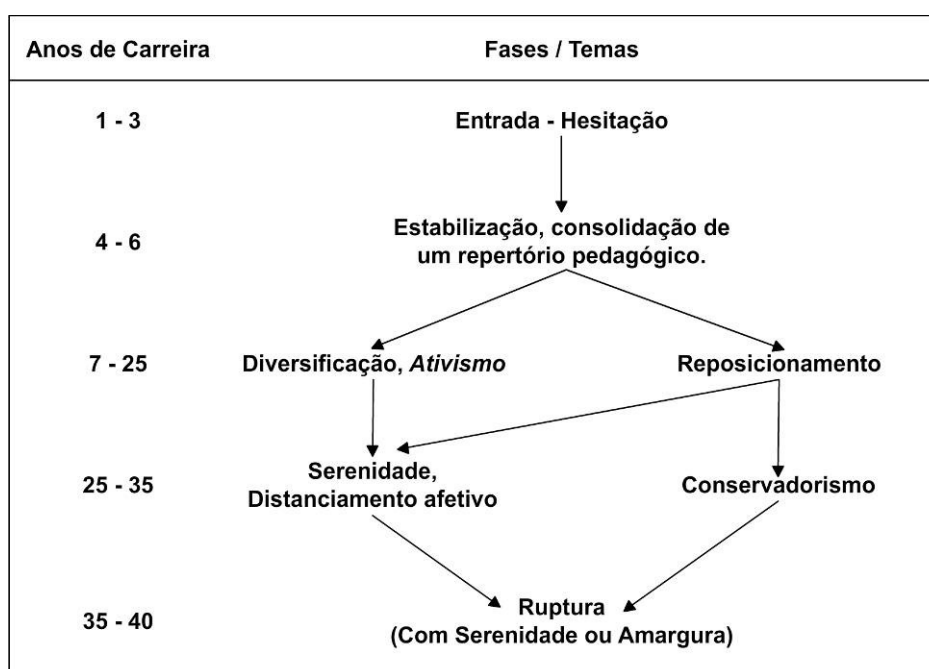 Anos de Carreira
Fases / Temas
1 - 3
Entrada - Hesitação
4 - 6
Estabilização, consolidação de
um repertório pedagógico.
7 - 25
Diversificação, Ativismo
Reposicionamento
25 - 35
Serenidade,
Distanciamento afetivo
Conservadorismo
35 - 40
Ruptura
(Com Serenidade ou Amargura)